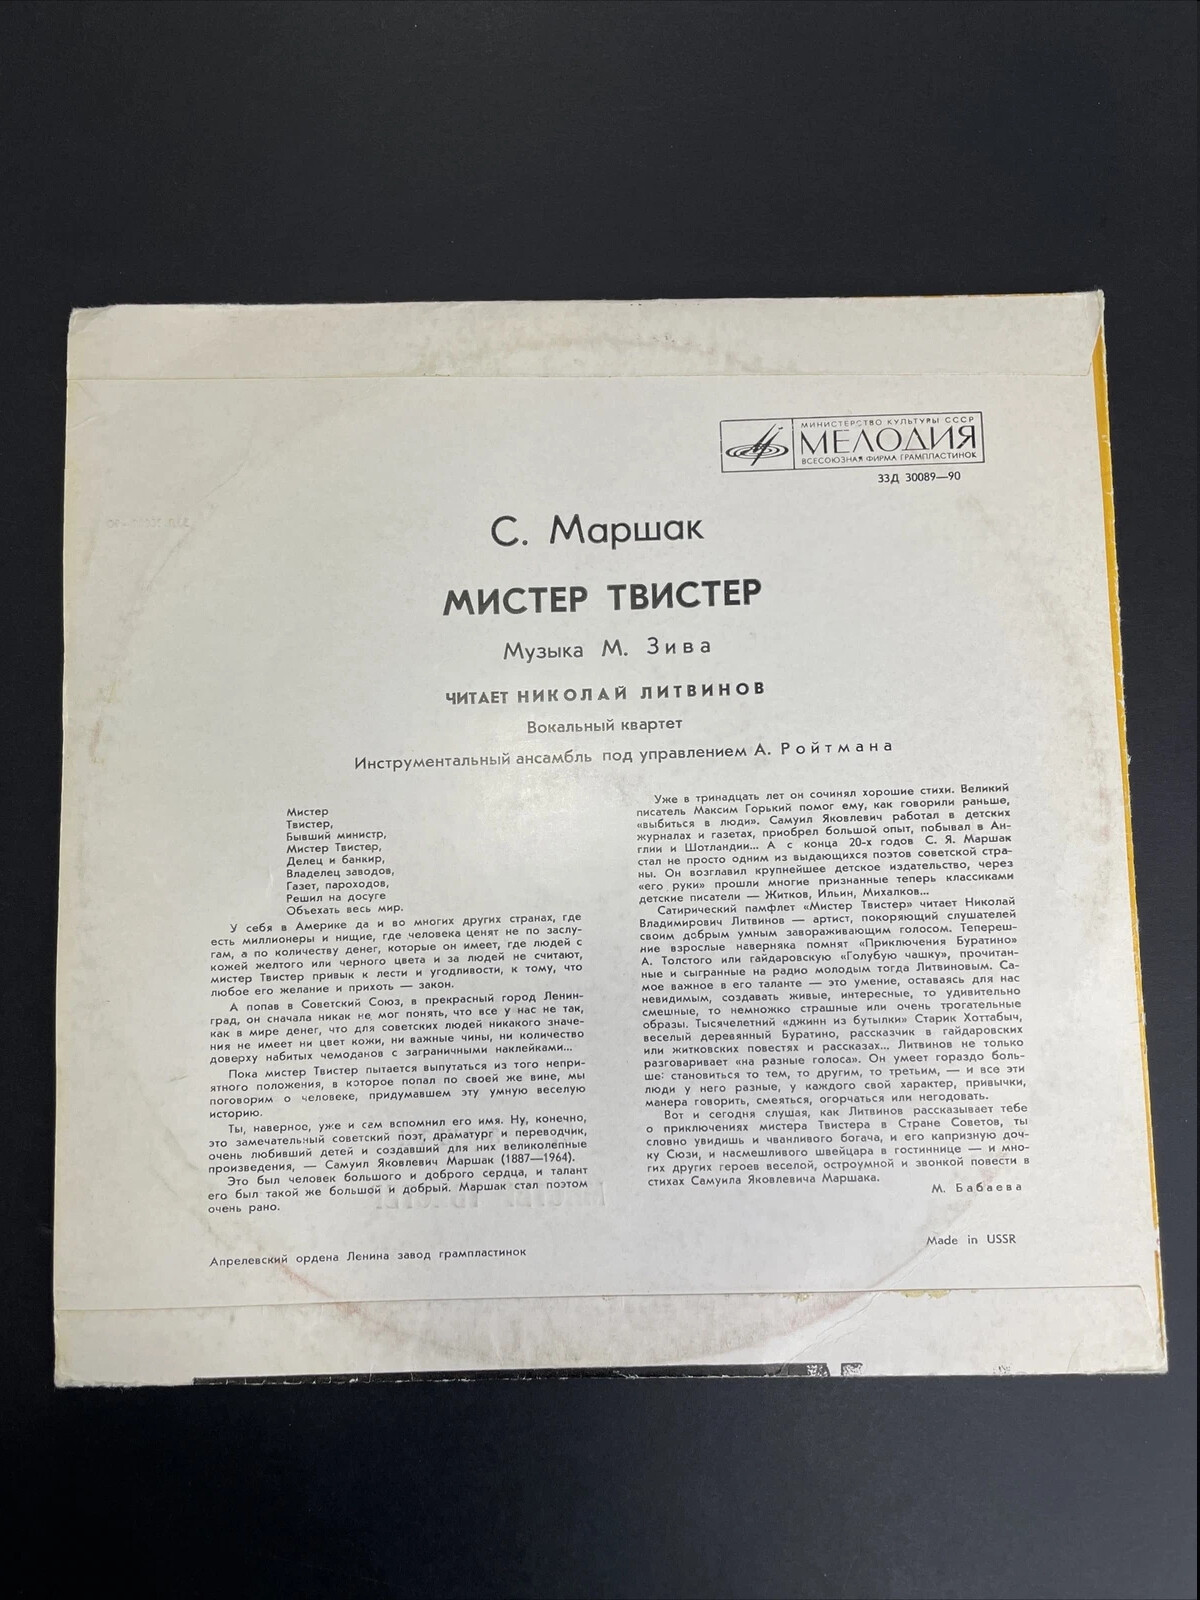 МИНИСТЕРСТВО КУЛЬТУРЫ СССР
МЕЛОДИЯ
ВСЕСОЮЗНАЯ ФИРМА ГРАМПЛАСТИНОК
33Д 30089—90
С. Маршак
МИСТЕР ТВИСТЕР
Музыка М. Зива
ЧИТАЕТ НИКОЛАЙ ЛИТВИНОВ
Вокальный квартет
Инструментальный ансамбль под управлением А. Ройтмана
Мистер
Твистер,
Бывший министр,
Мистер Твистер,
Делец и банкир,
Владелец заводов,
Газет, пароходов,
Решил на досуге
Объехать весь мир.
У себя в Америке да и во многих других странах, где
есть миллионеры и нищие, где человека ценят не по заслу-
гам, а по количеству денег, которые он имеет, где людей с
кожей желтого или черного цвета и за людей не считают,
мистер Твистер привык к лести и угодливости, к тому, что
любое его желание и прихоть — закон.
А попав в Советский Союз, в прекрасный город Ленин-
град, он сначала никак не мог понять, что все у нас не так,
как в мире денег, что для советских людей никакого значе-
ния не имеет ни цвет кожи, ни важные чины, ни количество
доверху набитых чемоданов с заграничными наклейками...
Пока мистер Твистер пытается выпутаться из того непри-
ятного положения, в которое попал по своей же вине, мы
поговорим о человеке, придумавшем эту умную веселую
историю.
Ты, наверное, уже и сам вспомнил его имя. Ну, конечно,
это замечательный советский поэт, драматург и переводчик,
очень любивший детей и создавший для них великолепные
произведения, — Самуил Яковлевич Маршак (1887—1964).
Это был человек большого и доброго сердца, и талант
его был такой же большой и добрый. Маршак стал поэтом
очень рано.
Уже в тринадцать лет он сочинял хорошие стихи. Великий
писатель Максим Горький помог ему, как говорили раньше,
«выбиться в люди». Самуил Яковлевич работал в детских
журналах и газетах, приобрел большой опыт, побывал в Ан-
глии и Шотландии... А с конца 20-х годов С. Я. Маршак
стал не просто одним из выдающихся поэтов советской стра-
ны. Он возглавил крупнейшее детское издательство, через
«его руки» прошли многие признанные теперь классиками
детские писатели — Житков, Ильин, Михалков...
Сатирический памфлет «Мистер Твистер» читает Николай
Владимирович Литвинов — артист, покоряющий слушателей
своим добрым умным завораживающим голосом. Тепереш-
ние взрослые наверняка помнят «Приключения Буратино»
А. Толстого или гайдаровскую «Голубую чашку», прочитан-
ные и сыгранные на радио молодым тогда Литвиновым. Са-
мое важное в его таланте — это умение, оставаясь для нас
невидимым, создавать живые, интересные, то удивительно
смешные, то немножко страшные или очень трогательные
образы. Тысячелетний «джинн из бутылки» Старик Хоттабыч,
веселый деревянный Буратино, рассказчик в гайдаровских
или житковских повестях и рассказах... Литвинов не только
разговаривает «на разные голоса». Он умеет гораздо боль-
ше: становиться то тем, то другим, то третьим, — и все эти
люди у него разные, у каждого свой характер, привычки,
манера говорить, смеяться, огорчаться или негодовать.
Вот и сегодня слушая, как Литвинов рассказывает тебе
о приключениях мистера Твистера в Стране Советов, ты
словно увидишь и чванливого богача, и его капризную доч-
ку Сюзи, и насмешливого швейцара в гостиннице — и мно-
гих других героев веселой, остроумной и звонкой повести в
стихах Самуила Яковлевича Маршака.
М. Бабаева
Апрелевский ордена Ленина завод грампластинок
Made in USSR